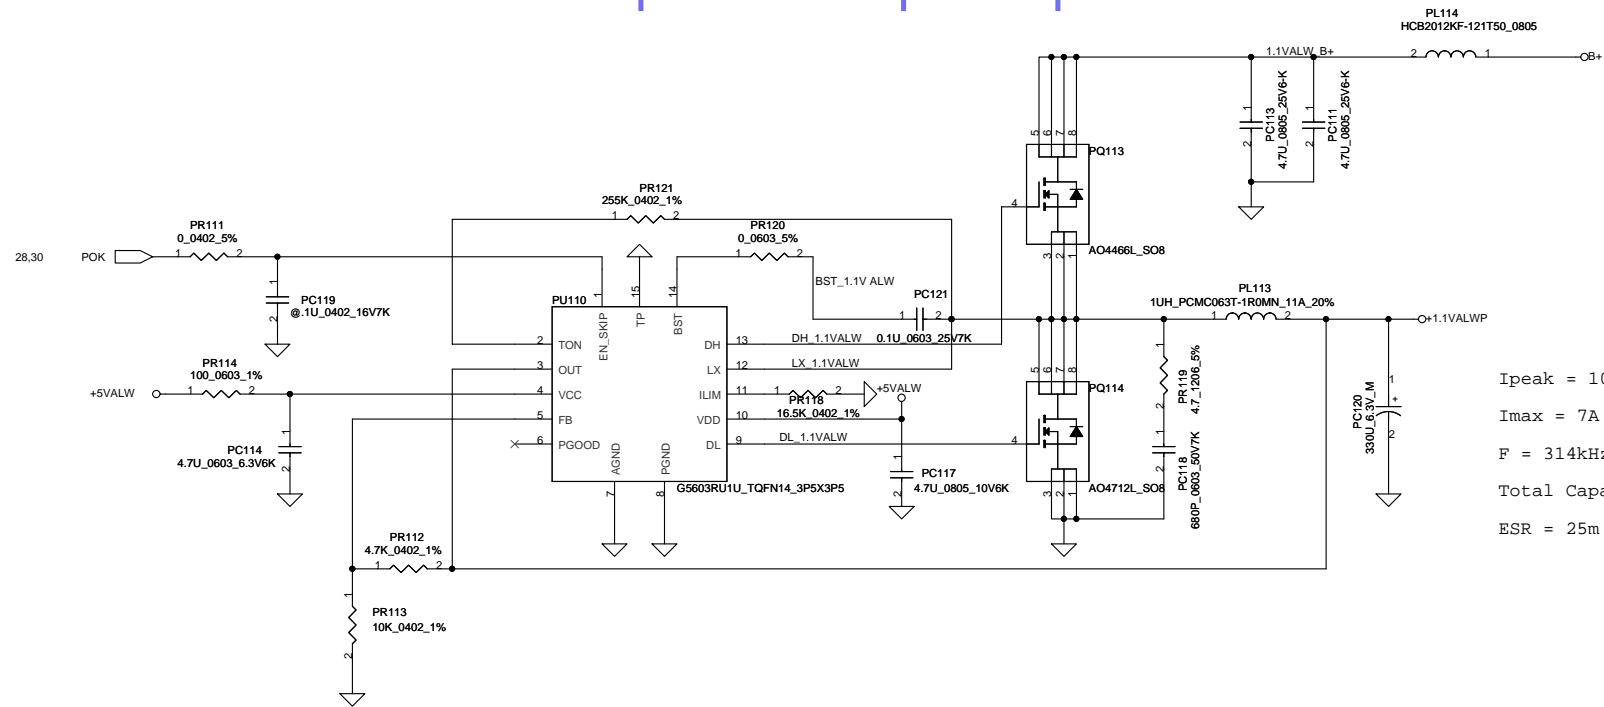 PL114
HCB2012KF-121T50_0805
1.1VALW_B+
2
1
B+
1
2
PC113
4.7U_0805_25V6-K
1
2
PC111
4.7U_0805_25V6-K
5
6
7
8
PQ113
4
3
2
1
AO4466L_SO8
PR121
255K_0402_1%
1
2
PR111
0_0402_5%
1
2
28,30
POK
PR120
0_0603_5%
1
2
BST_1.1V ALW
PC121
1
2
0.1U_0603_25V7K
1
2
PC119
@.1U_0402_16V7K
PU110
1
15
14
EN_SKIP
TP
BST
2
TON
3
OUT
4
VCC
5
FB
6
PGOOD
DH
13
DH_1.1VALW
LX
12
LX_1.1VALW
ILIM
11
VDD
10
DL
9
DL_1.1VALW
AGND
PGND
7
8
G5603RU1U_TQFN14_3P5X3P5
PR114
100_0603_1%
+5VALW
1
2
1
2
PC114
4.7U_0603_6.3V6K
1
2
PR118
16.5K_0402_1%
+5VALW
1
2
PC117
4.7U_0805_10V6K
PL113
1UH_PCMC063T-1R0MN_11A_20%
1
2
+1.1VALWP
5
6
7
8
PQ114
4
3
2
1
AO4712L_SO8
1
2
PR119
4.7_1206_5%
1
2
PC118
680P_0603_50V7K
1
+
2
PC120
330U_6.3V_M
Ipeak = 10
Imax = 7A
F = 314kHz
Total Capa
ESR = 25m
PR112
4.7K_0402_1%
1
2
1
2
PR113
10K_0402_1%